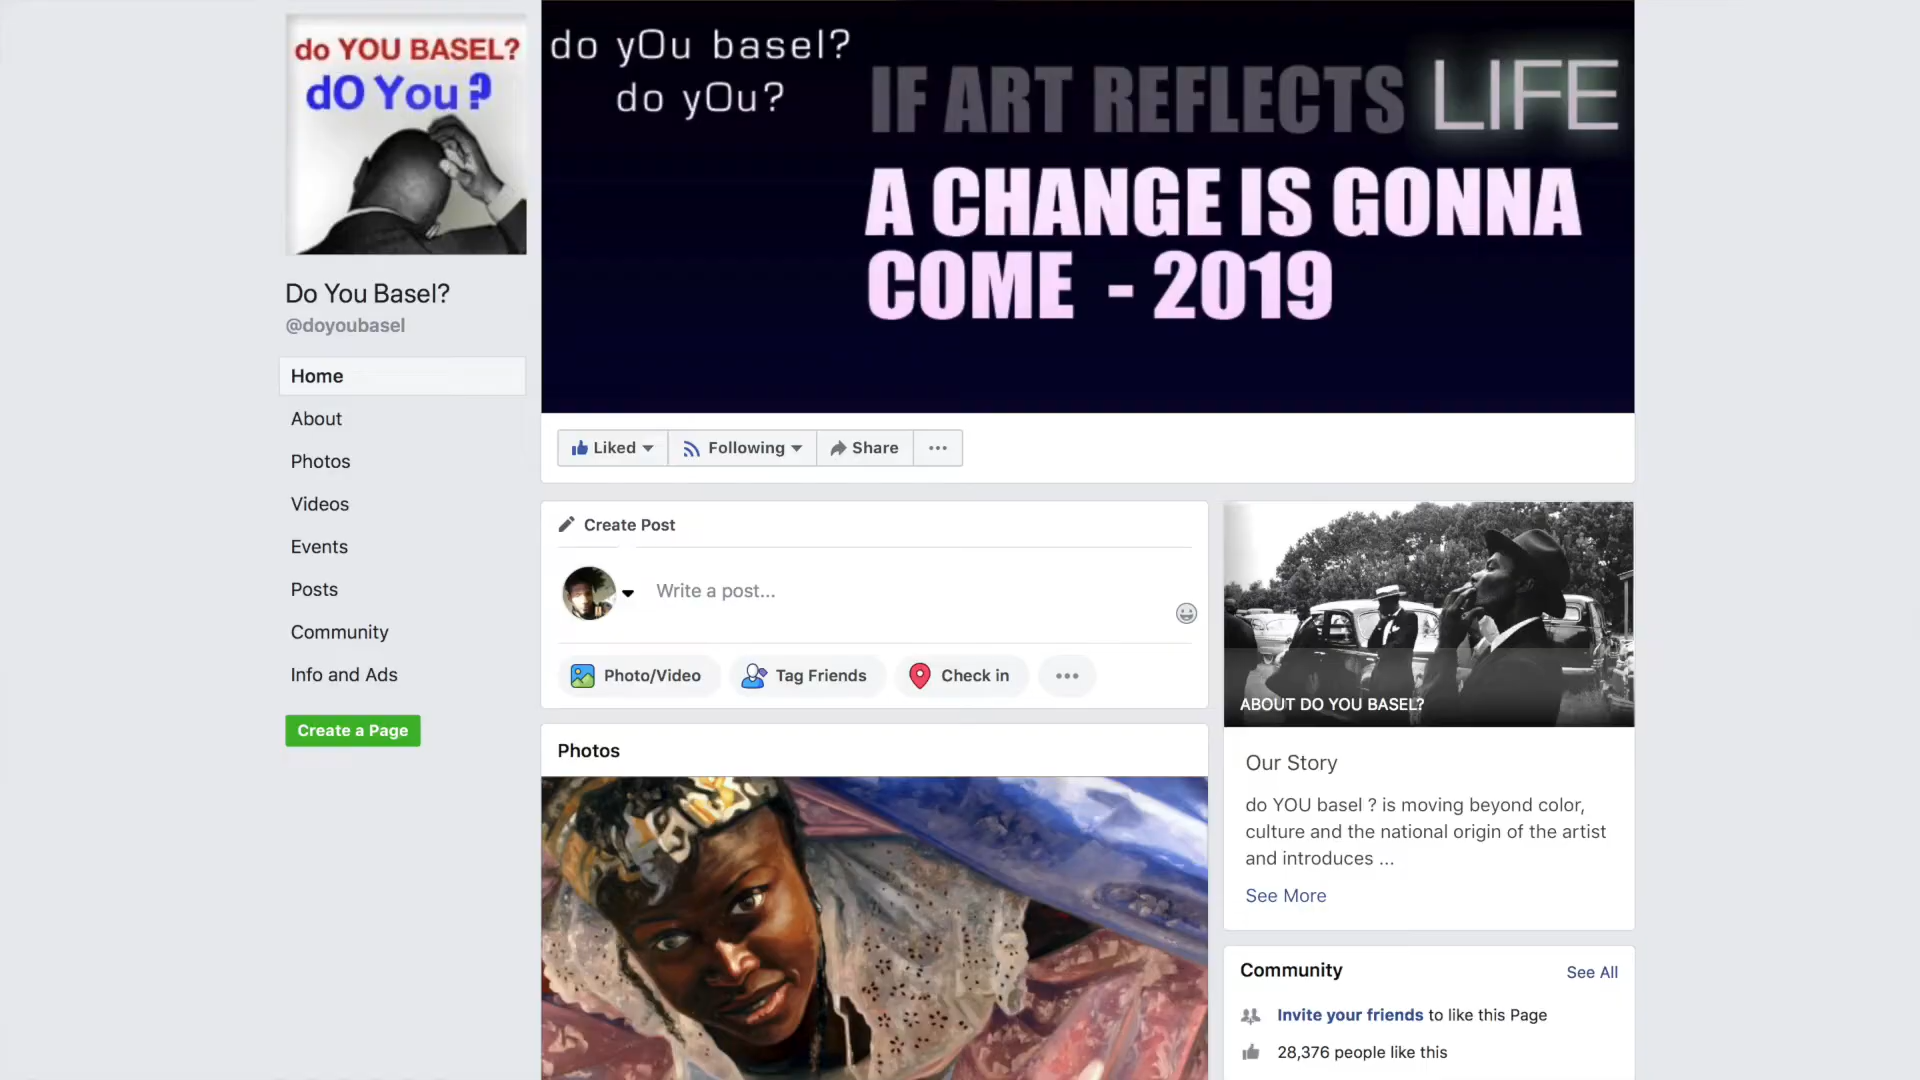 do YOU BASEL?
dO You ?
do yOu basel?
do yOu?
IF ART REFLECTS LIFE
A CHANGE IS GONNA
COME - 2019
Do You Basel?
@doyoubasel
Home
About
Photos
Videos
Events
Posts
Community
Info and Ads
Create a Page
Liked
Following
Share
Create Post
Write a post...
Photo/Video
Tag Friends
Check in
Photos
ABOUT DO YOU BASEL?
Our Story
do YOU basel ? is moving beyond color,
culture and the national origin of the artist
and introduces ...
See More
Community
See All
Invite your friends to like this Page
28,376 people like this